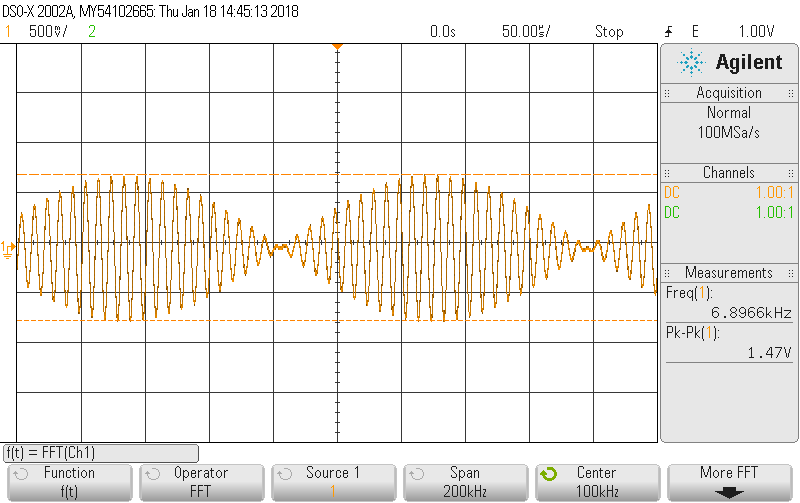 DSO-X 2002A, MY54102665: Thu Jan 18 14:45:13 2018
1 500mV/ 2 0.0s 50.00us/ Stop E 1.00V
Agilent
Acquisition
Normal
100MSa/s
Channels
DC 1.00:1
DC 1.00:1
Measurements
Freq(1):
6.8966kHz
Pk-Pk(1):
1.47V
1
f(t) = FFT(Ch1)
Function Operator Source 1 Span Center More FFT
f(t) FFT 1 200kHz 100kHz